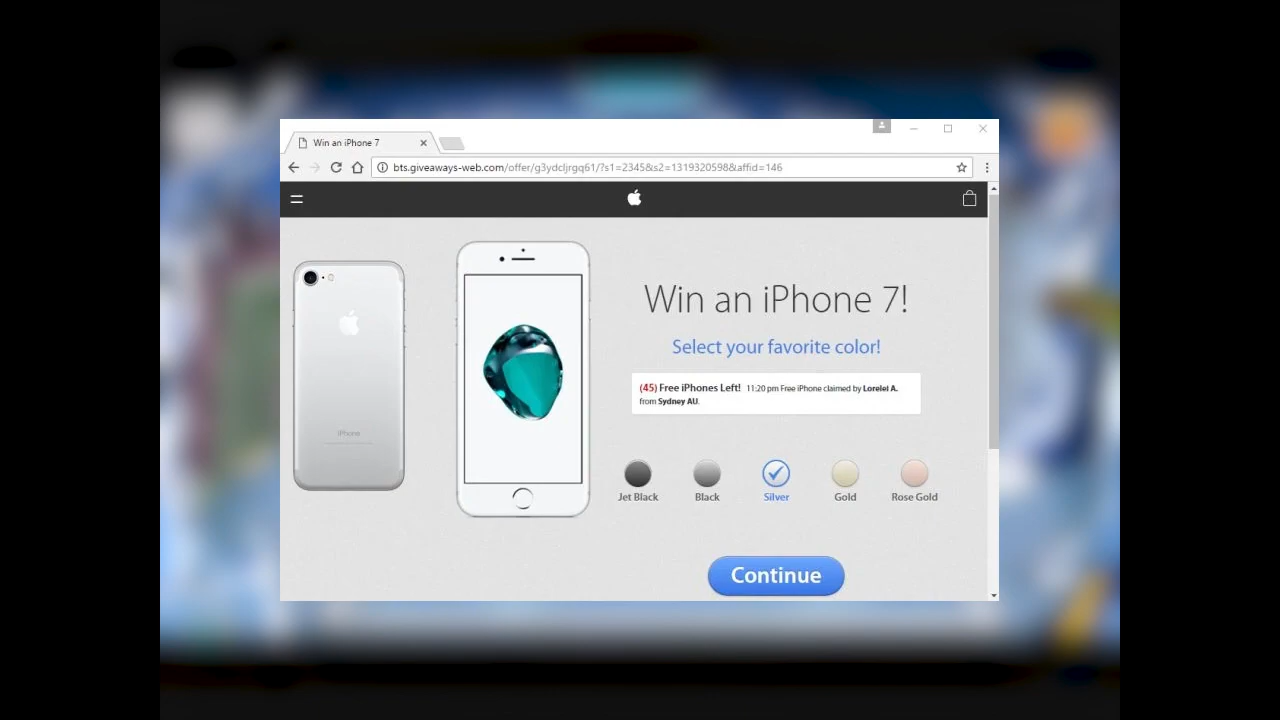 Win an iPhone 7
bts.giveaways-web.com/offer/g3ydcljrgq61/?s1=2345&s2=1319320598&affid=146
Win an iPhone 7!
Select your favorite color!
(45) Free iPhones Left! 11:20 pm Free iPhone claimed by Lorelei A.
from Sydney AU.
iPhone
Jet Black Black Silver Gold Rose Gold
Continue